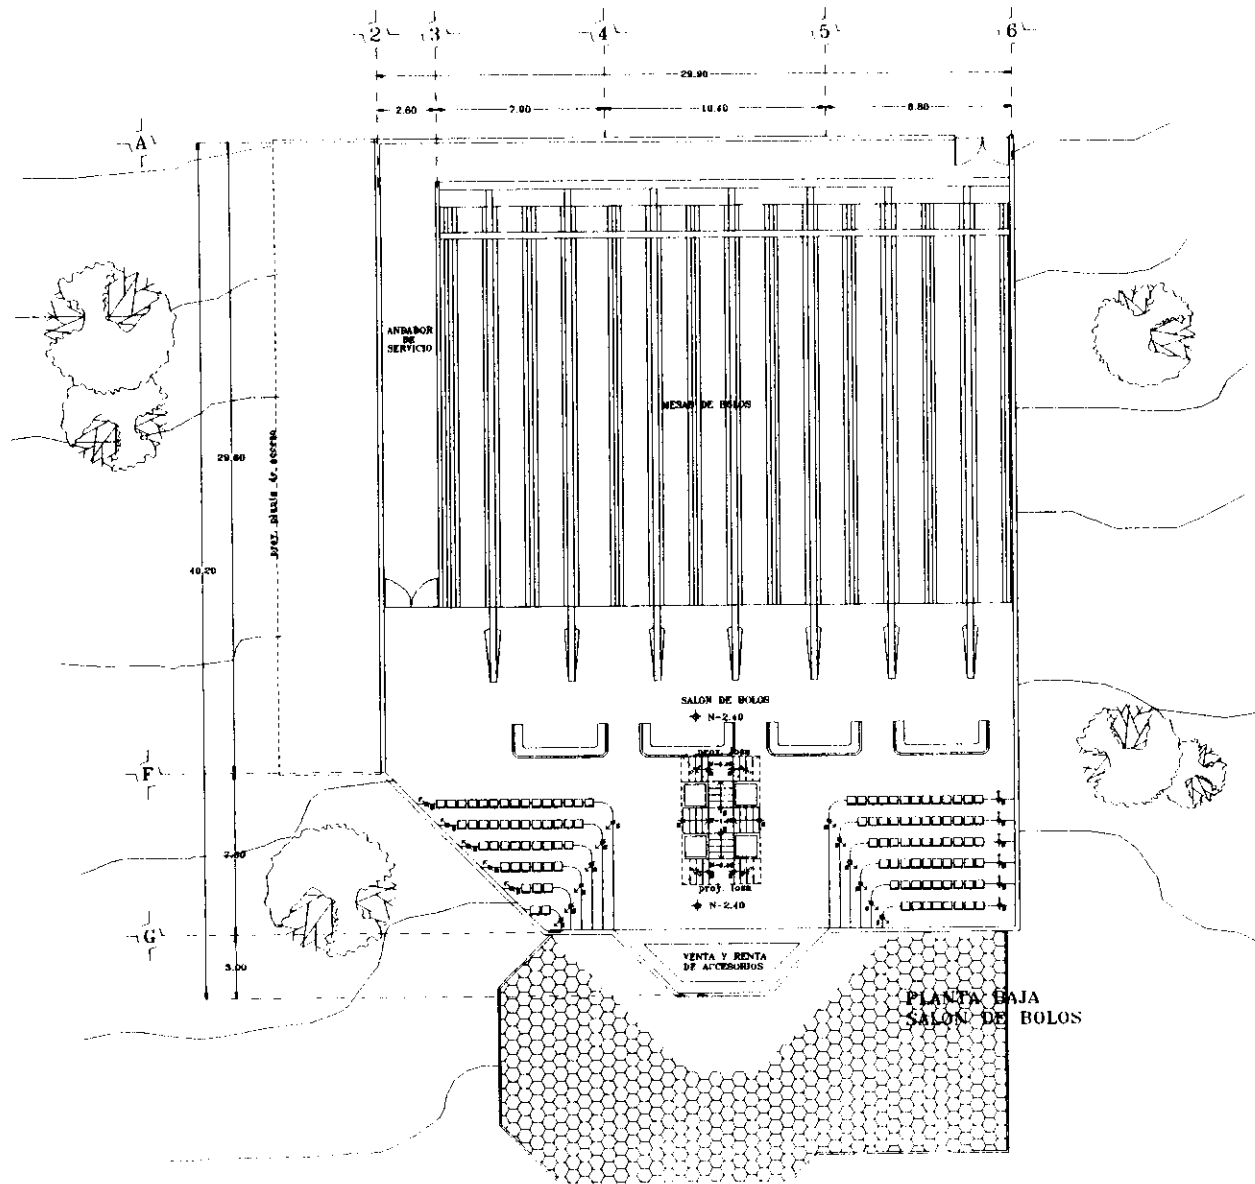 2 3 4 5 6
29.90
2.60 7.90 10.40 8.80
A
ANDADOR
DE
SERVICIO
MESAS DE BOLOS
29.60
40.20
SALON DE BOLOS
N-2.40
proy. losa
F
proy. losa
N-2.40
G
VENTA Y RENTA
DE ACCESORIOS
3.00
PLANTA BAJA
SALON DE BOLOS